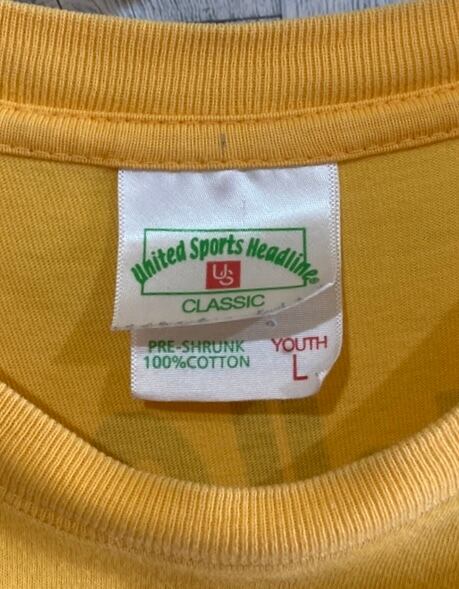 United Sports Headline®
US
CLASSIC
PRE-SHRUNK
100%COTTON
YOUTH
L